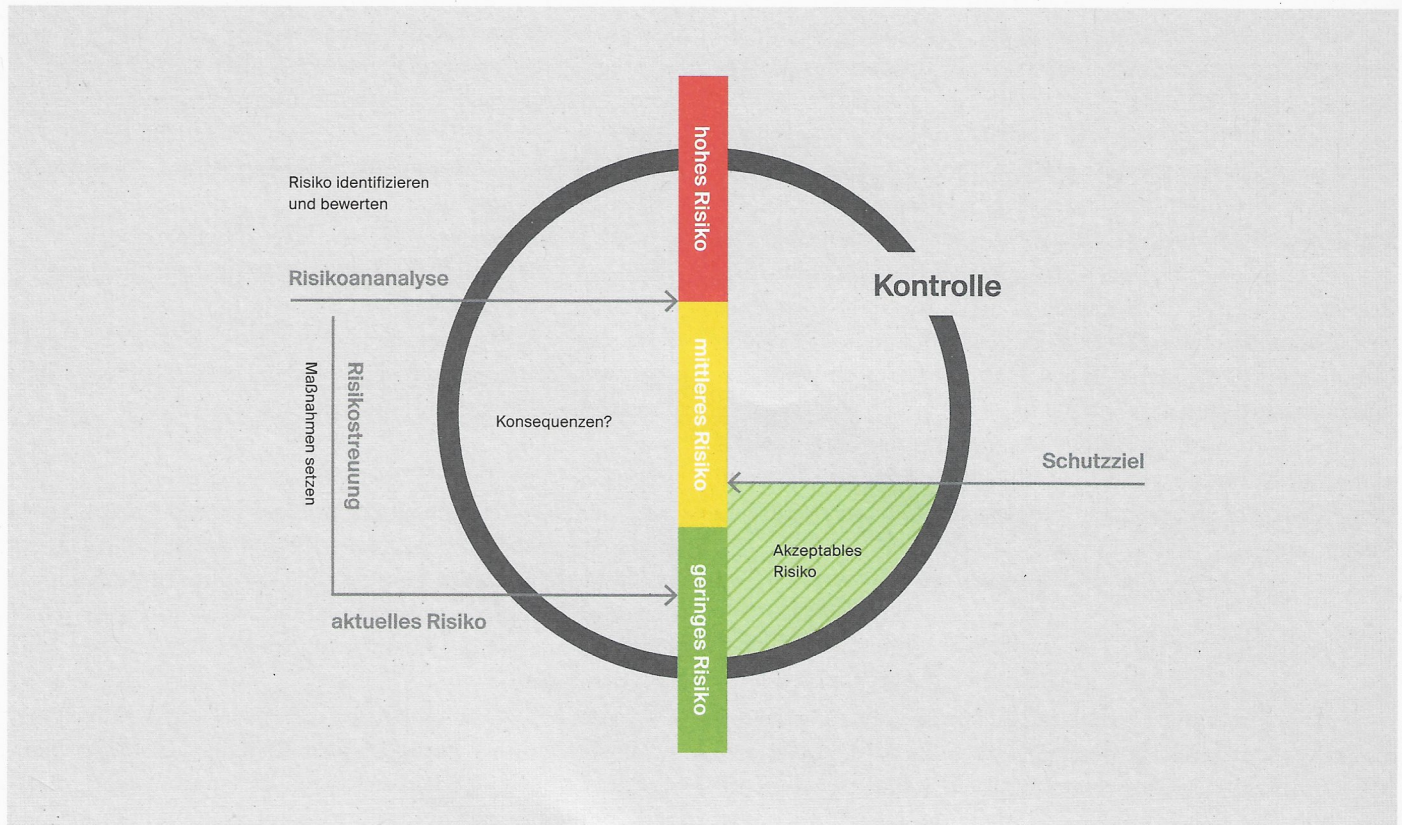 hohes Risiko
Risiko identifizieren
und bewerten
Risikoananalyse
Kontrolle
mittleres Risiko
Maßnahmen setzen
Risikostreuung
Konsequenzen?
Schutzziel
Akzeptables
Risiko
geringes Risiko
aktuelles Risiko